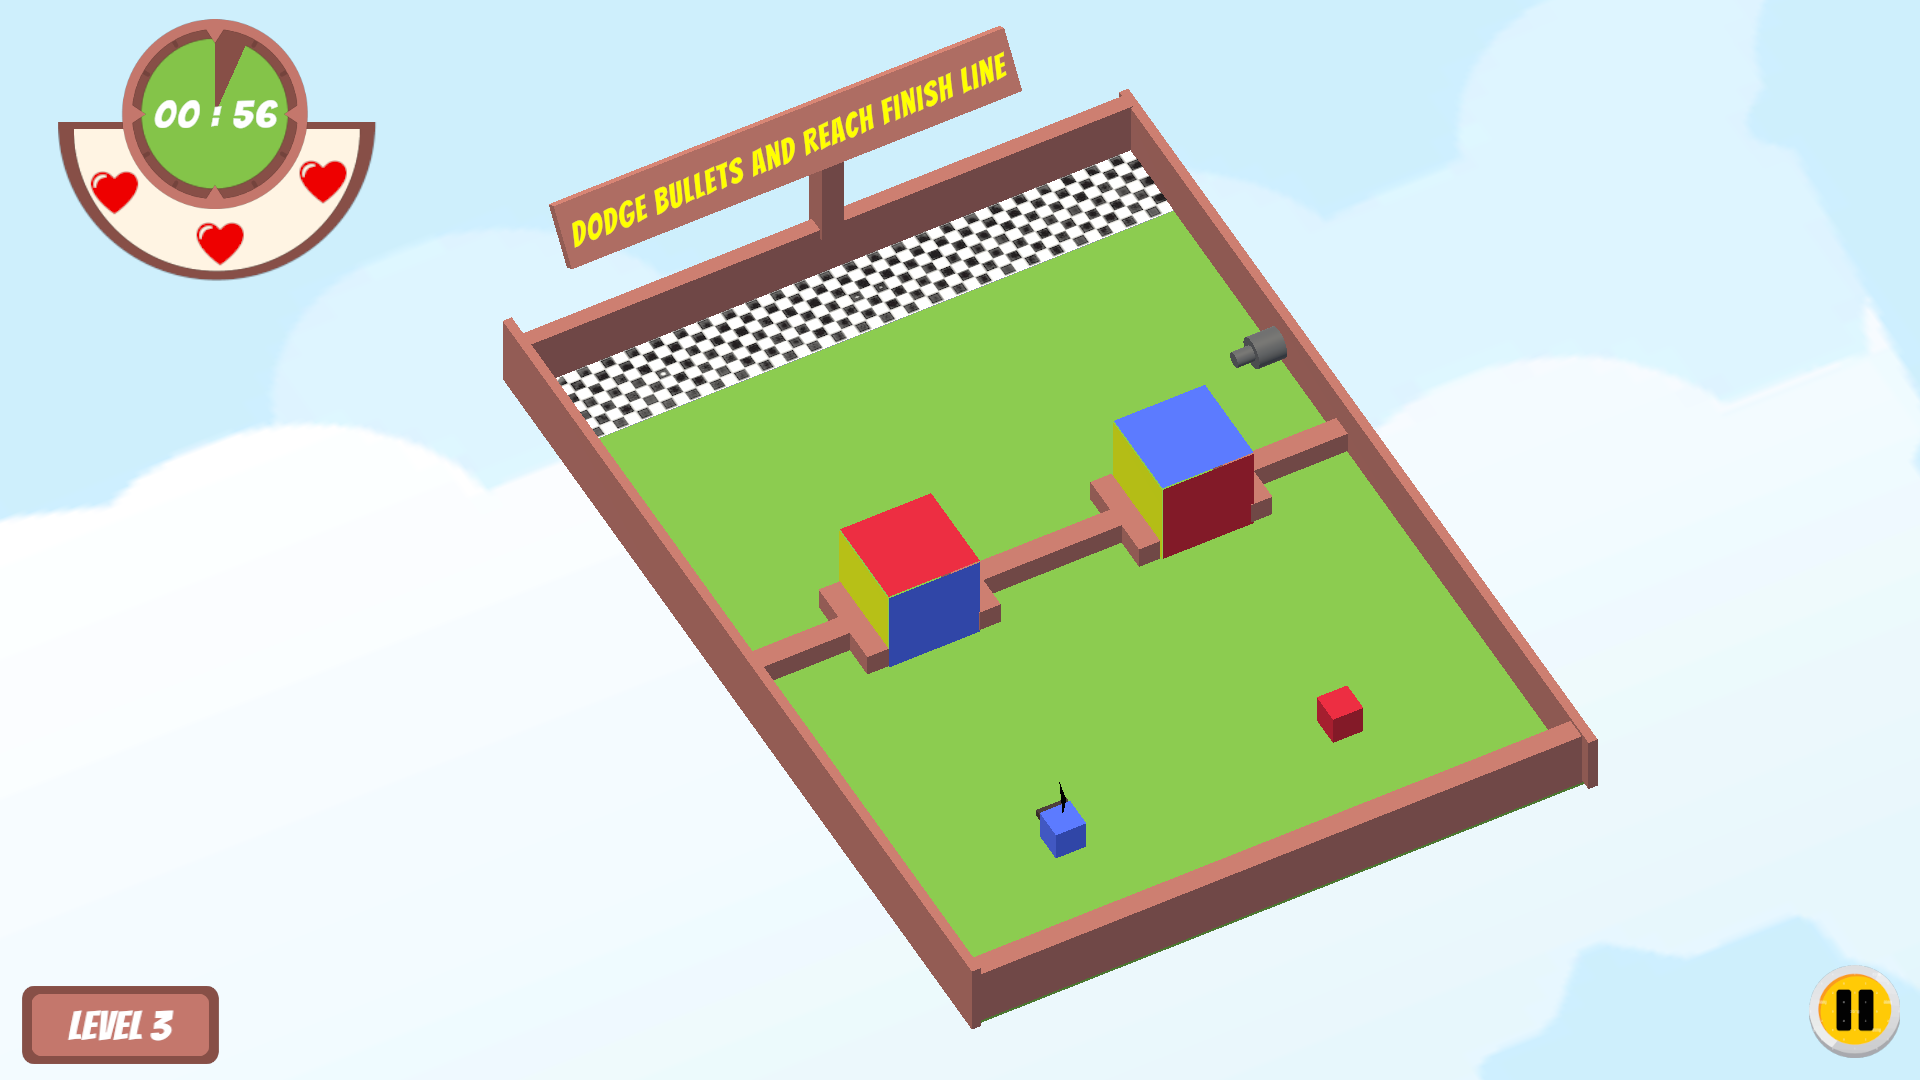 DODGE BULLETS AND REACH FINISH LINE
00 : 56
LEVEL 3